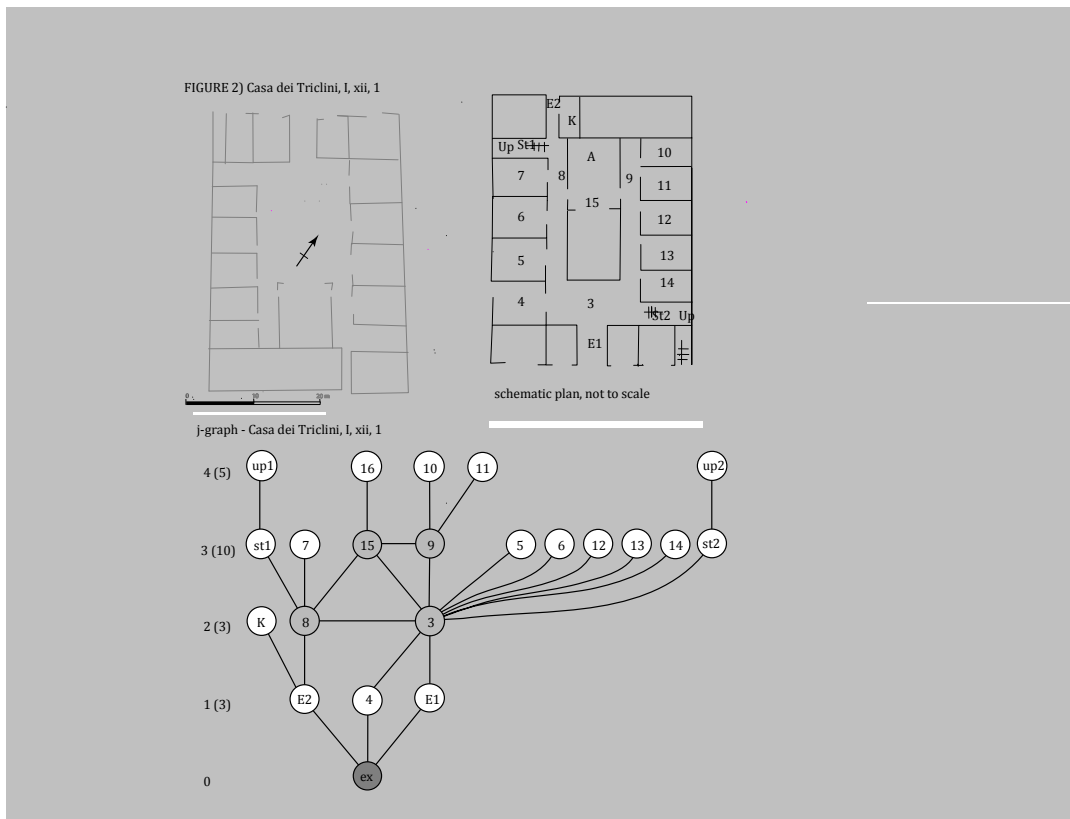 FIGURE 2) Casa dei Triclini, I, xii, 1
E2
K
Up St1
A
10
7
8
9
11
15
6
12
5
13
14
4
3
St2 Up
E1
0 10 20 m
schematic plan, not to scale
j-graph - Casa dei Triclini, I, xii, 1
4 (5) up1 16 10 11 up2
3 (10) st1 7 15 9 5 6 12 13 14 st2
2 (3) K 8 3
1 (3) E2 4 E1
0 ex